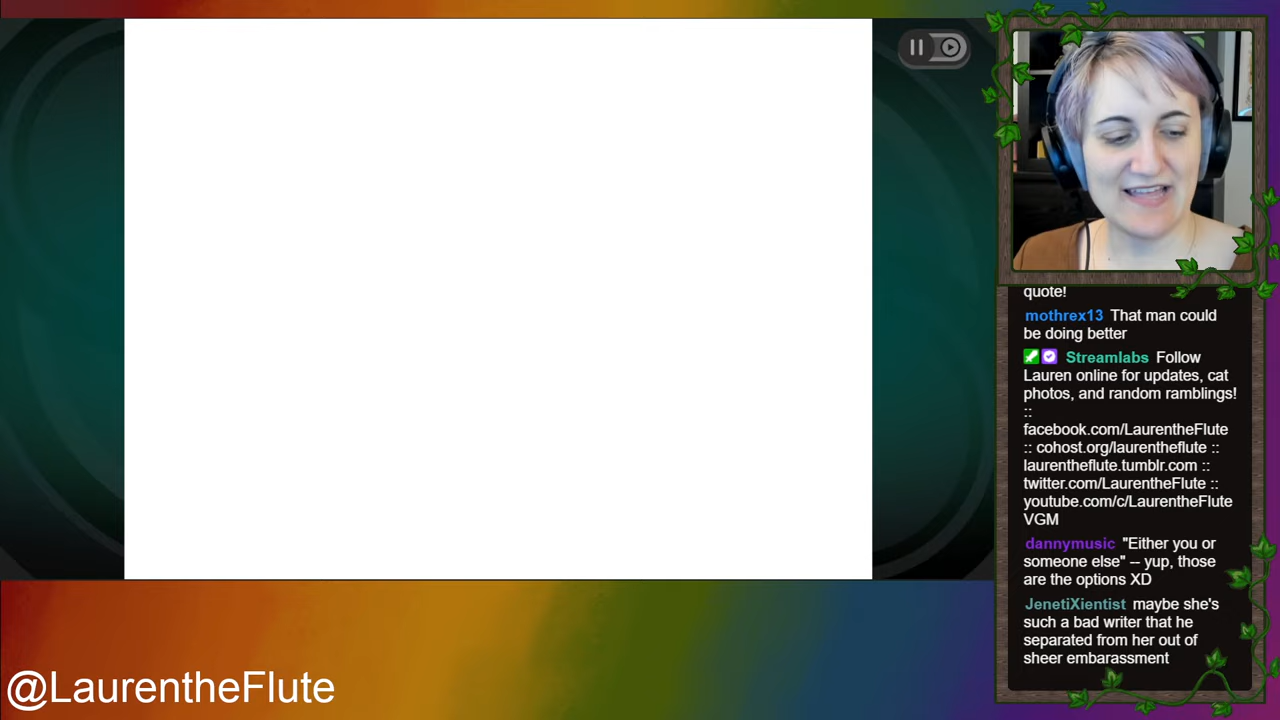 quote!
mothrex13 That man could
be doing better
Streamlabs Follow
Lauren online for updates, cat
photos, and random ramblings!
::
facebook.com/LaurentheFlute
:: cohost.org/laurentheflute ::
laurentheflute.tumblr.com ::
twitter.com/LaurentheFlute ::
youtube.com/c/LaurentheFlute
VGM
dannymusic "Either you or
someone else" -- yup, those
are the options XD
JenetiXientist maybe she's
such a bad writer that he
separated from her out of
sheer embarassment
@LaurentheFlute